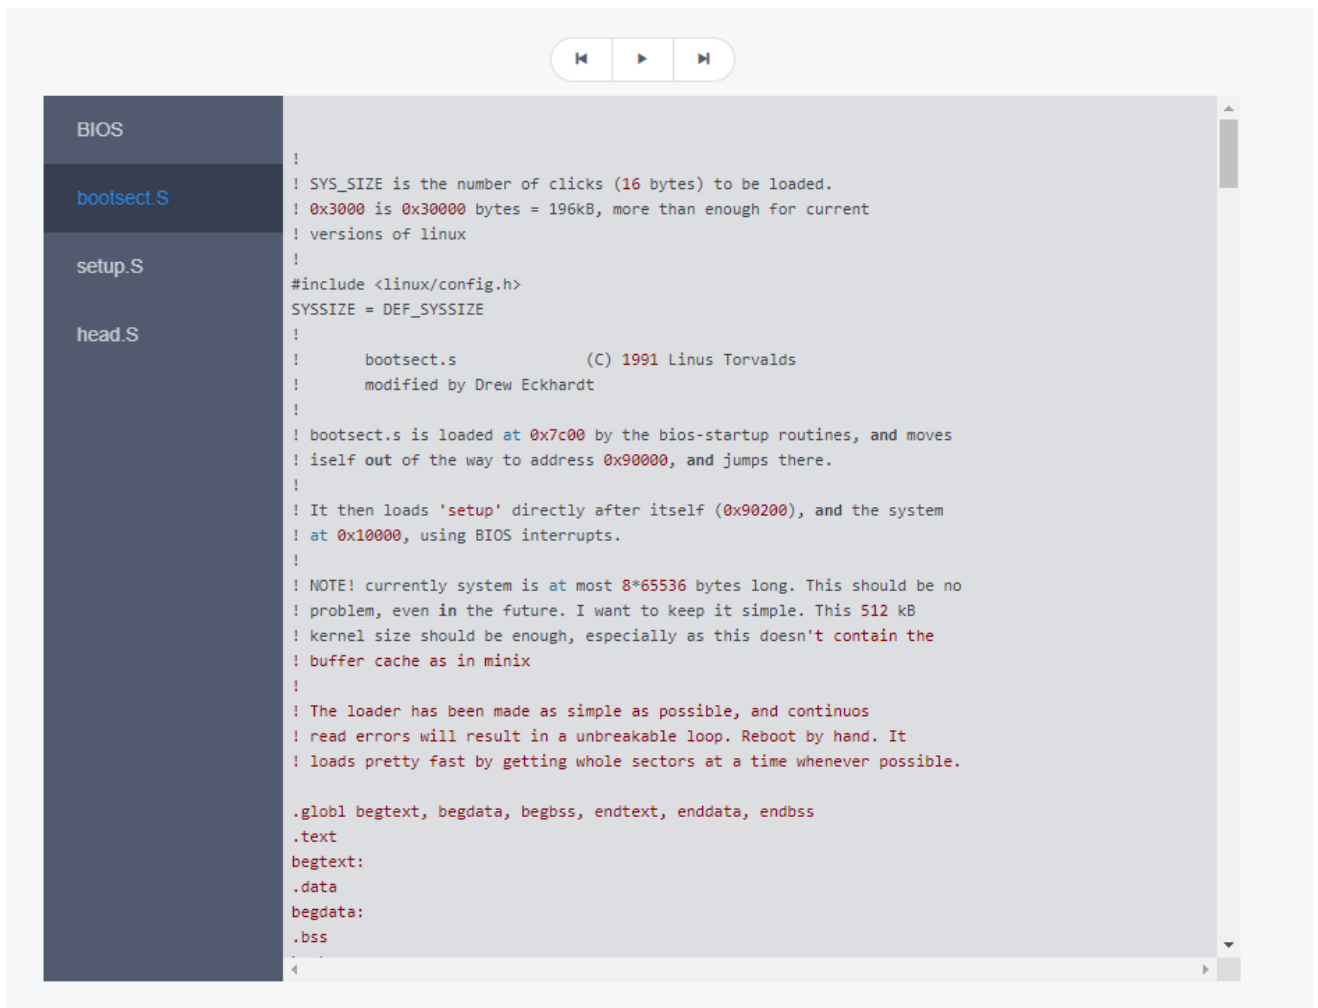 BIOS
bootsect.S
setup.S
head.S
!
! SYS_SIZE is the number of clicks (16 bytes) to be loaded.
! 0x3000 is 0x30000 bytes = 196kB, more than enough for current
! versions of linux
!
#include <linux/config.h>
SYSSIZE = DEF_SYSSIZE
!
!       bootsect.s              (C) 1991 Linus Torvalds
!       modified by Drew Eckhardt
!
! bootsect.s is loaded at 0x7c00 by the bios-startup routines, and moves
! iself out of the way to address 0x90000, and jumps there.
!
! It then loads 'setup' directly after itself (0x90200), and the system
! at 0x10000, using BIOS interrupts.
!
! NOTE! currently system is at most 8*65536 bytes long. This should be no
! problem, even in the future. I want to keep it simple. This 512 kB
! kernel size should be enough, especially as this doesn't contain the
! buffer cache as in minix
!
! The loader has been made as simple as possible, and continuos
! read errors will result in a unbreakable loop. Reboot by hand. It
! loads pretty fast by getting whole sectors at a time whenever possible.
.globl begtext, begdata, begbss, endtext, enddata, endbss
.text
begtext:
.data
begdata:
.bss